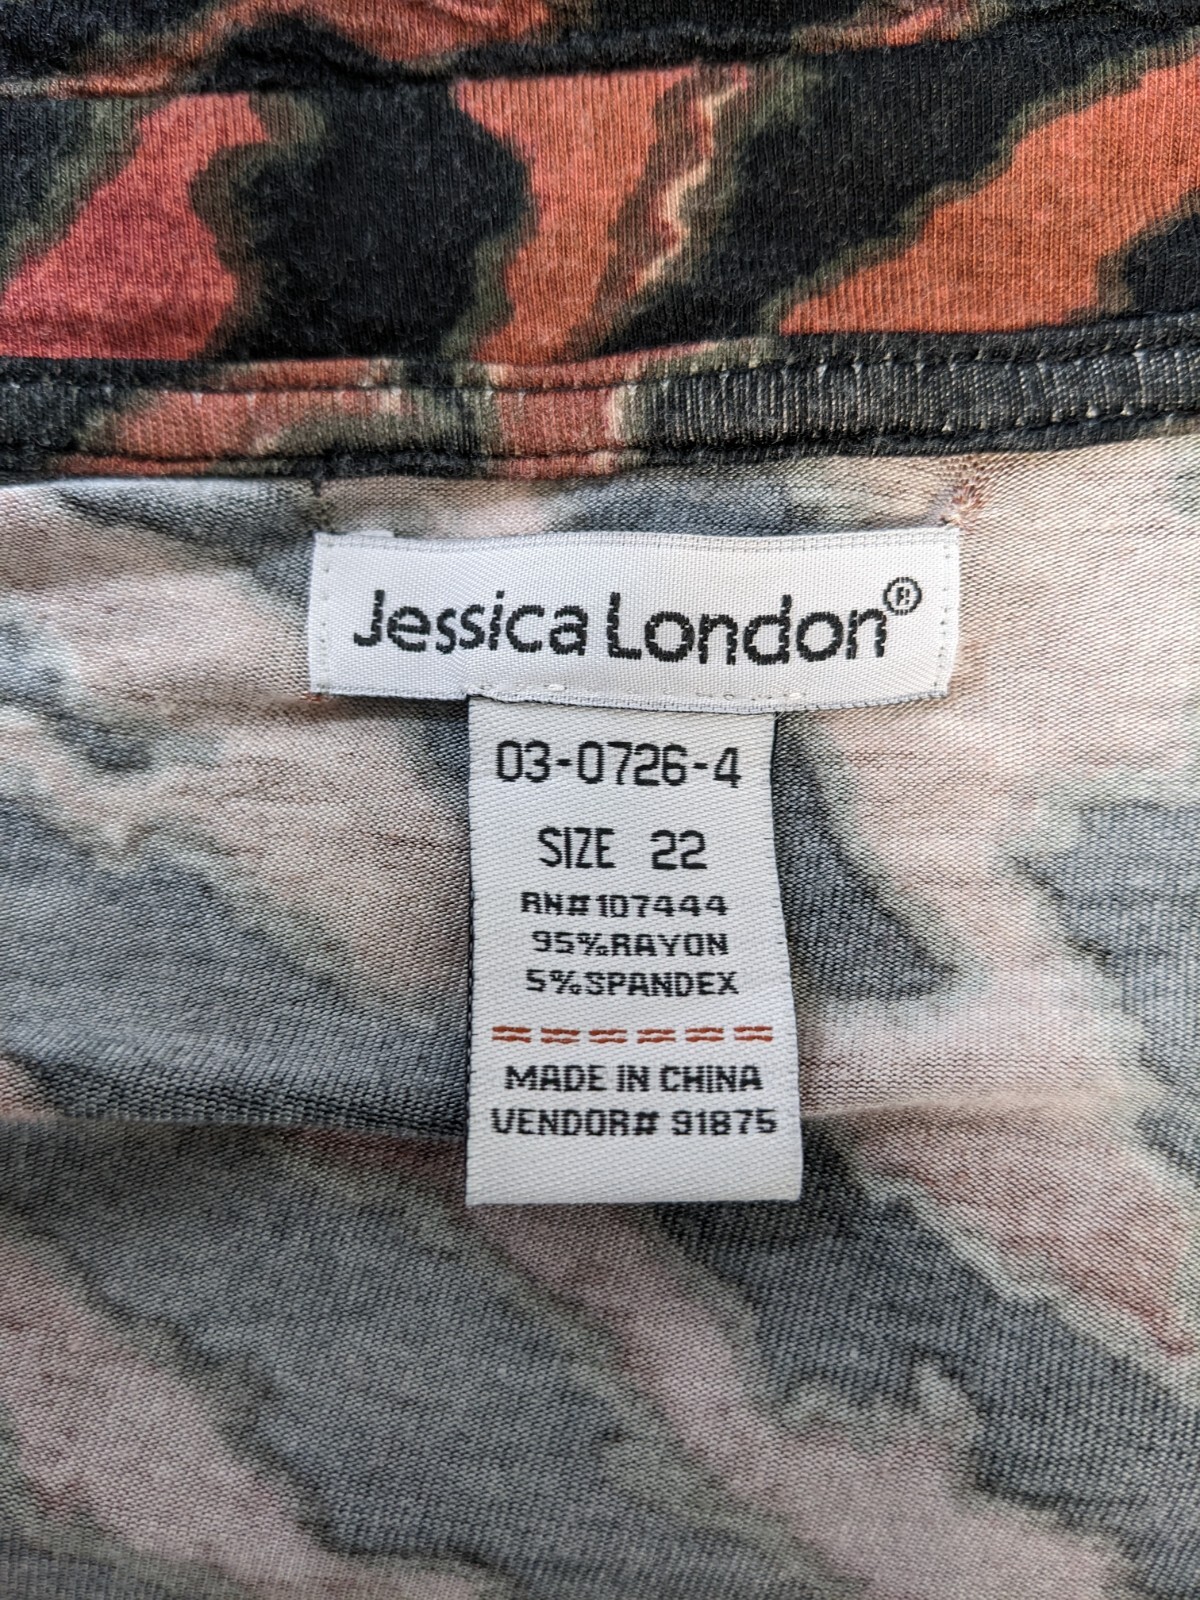 Jessica London®
03-0726-4
SIZE 22
RN#107444
95%RAYON
5%SPANDEX
======
MADE IN CHINA
VENDOR# 91875